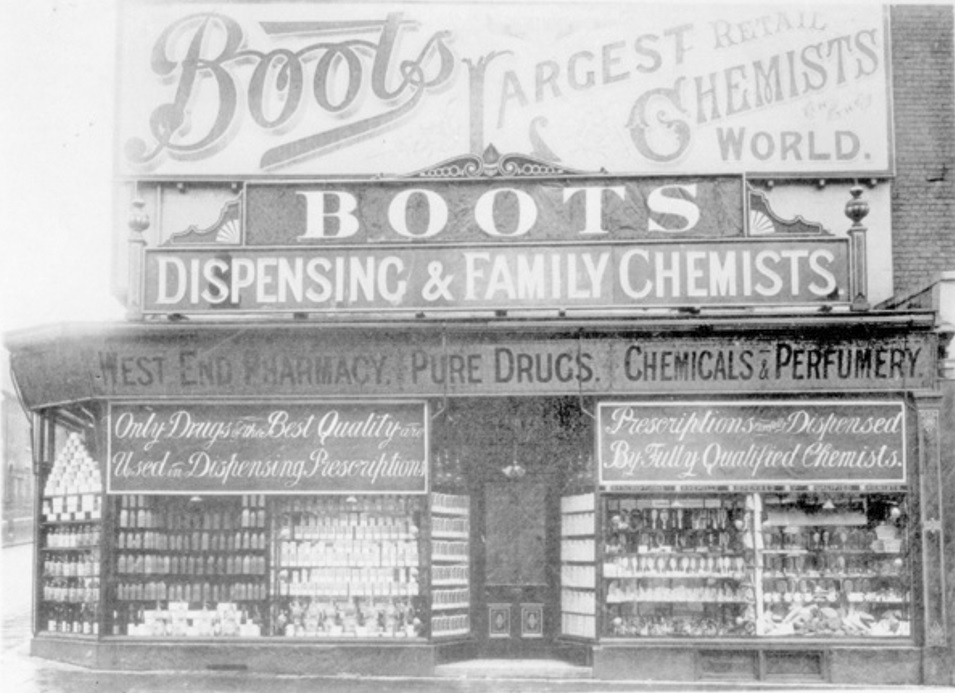 Boots LARGEST RETAIL
CHEMISTS
WORLD.
BOOTS
DISPENSING & FAMILY CHEMISTS.
WEST END PHARMACY. PURE DRUGS. CHEMICALS & PERFUMERY.
Only Drugs of the Best Quality are
Used in Dispensing Prescriptions
Prescriptions Dispensed
By Fully Qualified Chemists.